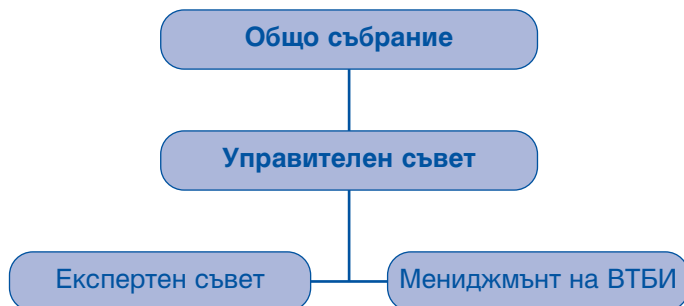 Общо събрание
Управителен съвет
Експертен съвет
Мениджмънт на ВТБИ